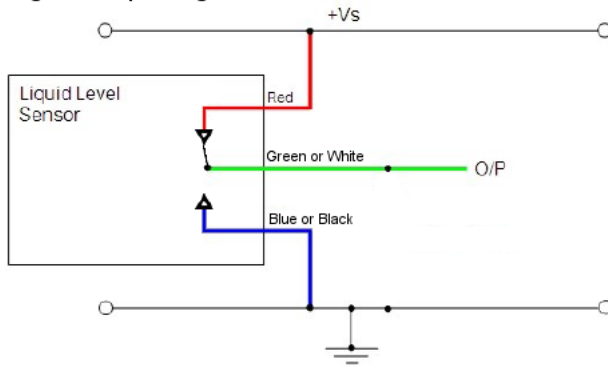 +Vs
Liquid Level
Sensor
Red
Green or White
O/P
Blue or Black